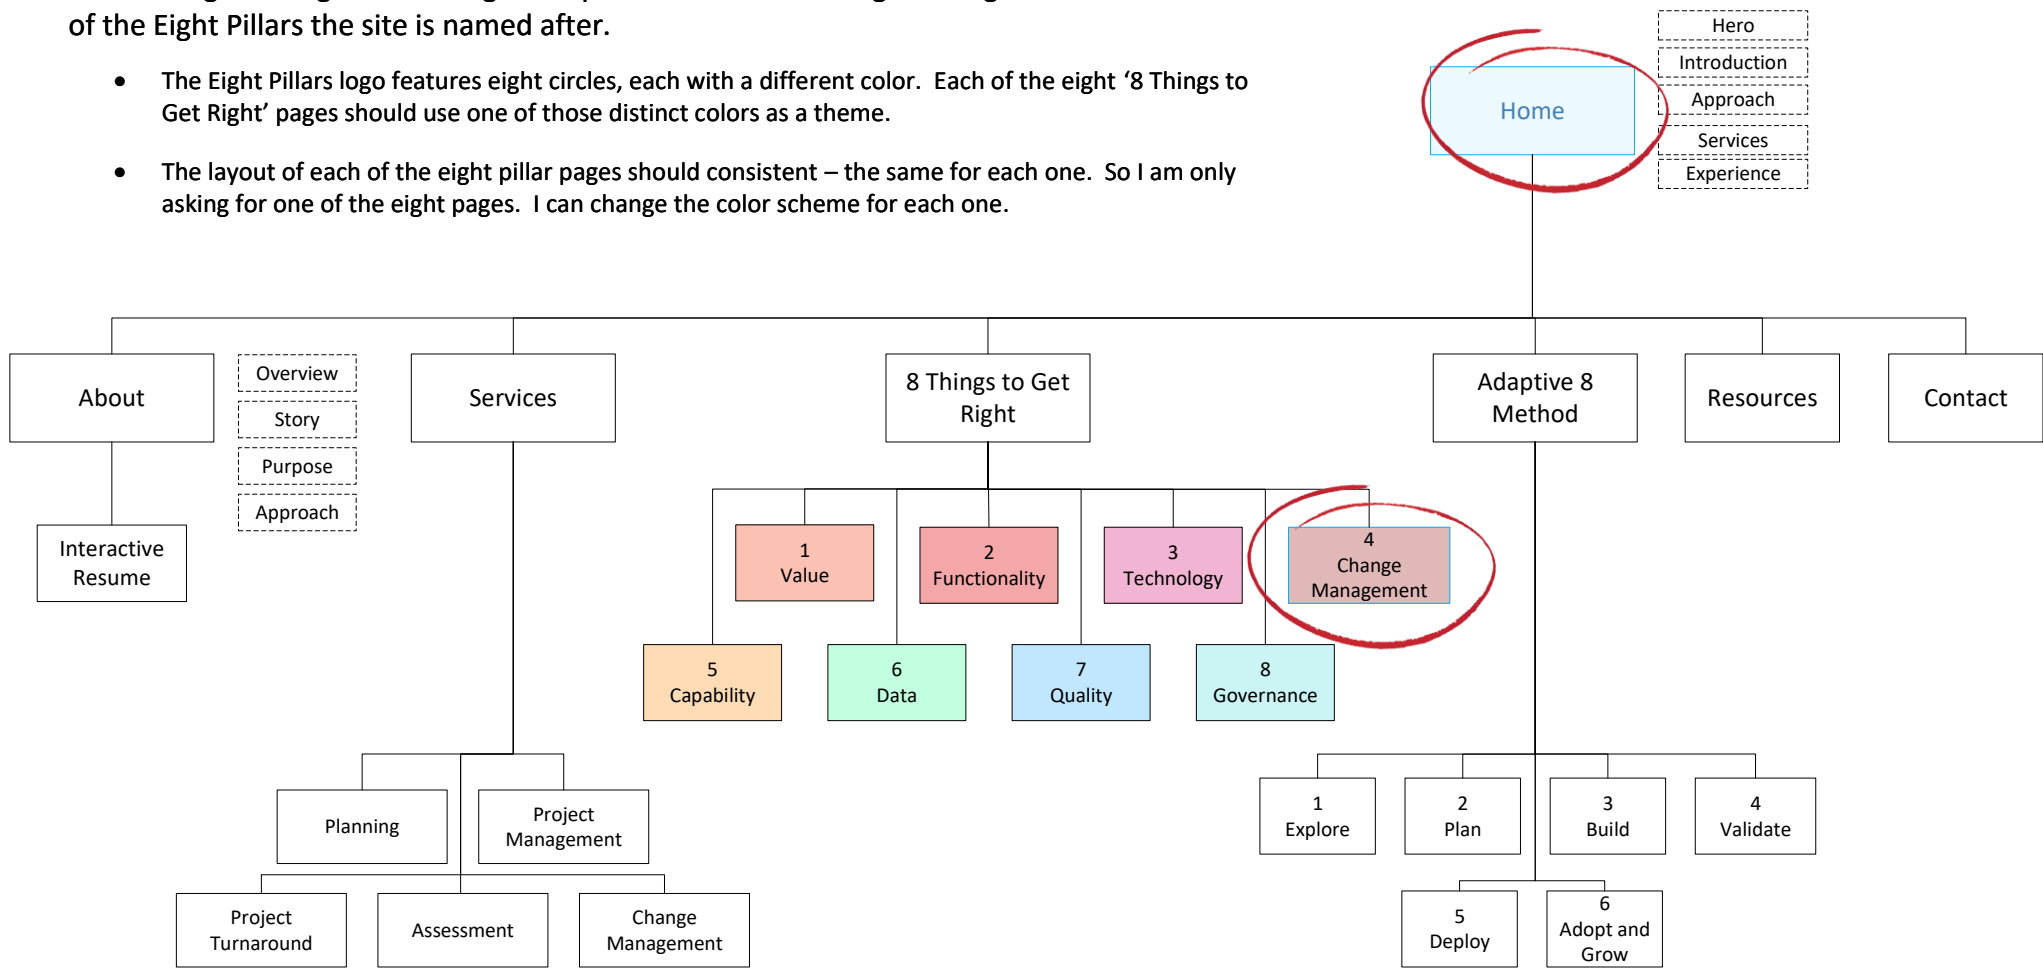 of the Eight Pillars the site is named after.
• The Eight Pillars logo features eight circles, each with a different color.  Each of the eight ‘8 Things to
Get Right’ pages should use one of those distinct colors as a theme.
• The layout of each of the eight pillar pages should consistent – the same for each one.  So I am only
asking for one of the eight pages.  I can change the color scheme for each one.
Home
Hero
Introduction
Approach
Services
Experience
About
Overview
Story
Purpose
Approach
Interactive
Resume
Services
8 Things to Get
Right
Adaptive 8
Method
Resources
Contact
1
Value
2
Functionality
3
Technology
4
Change
Management
5
Capability
6
Data
7
Quality
8
Governance
Planning
Project
Management
Project
Turnaround
Assessment
Change
Management
1
Explore
2
Plan
3
Build
4
Validate
5
Deploy
6
Adopt and
Grow